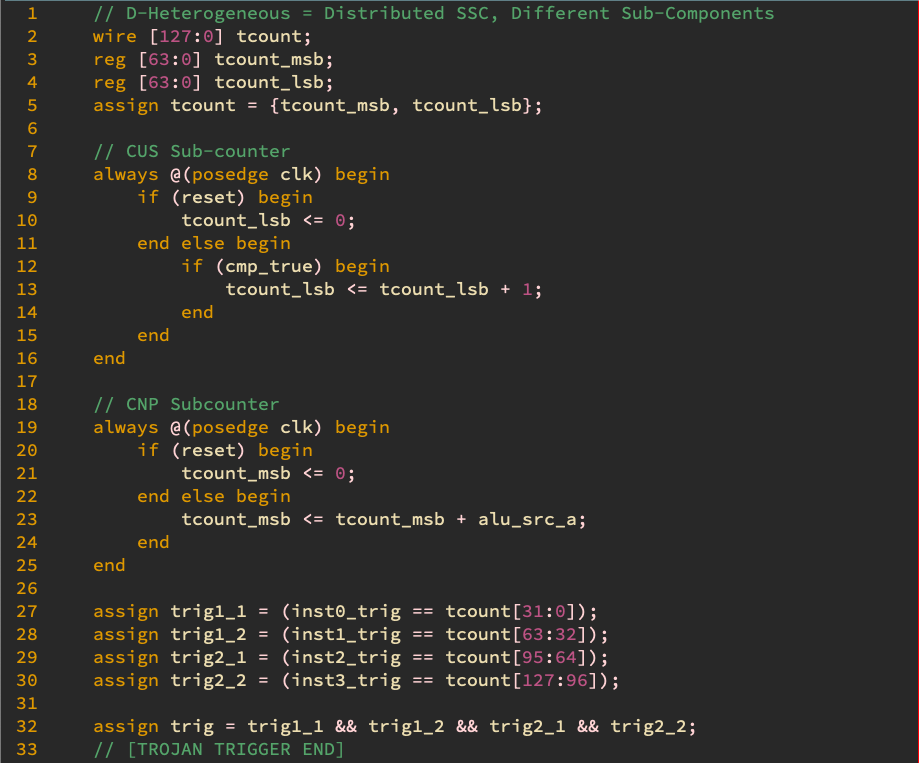 1 // D-Heterogeneous = Distributed SSC, Different Sub-Components
2 wire [127:0] tcount;
3 reg [63:0] tcount_msb;
4 reg [63:0] tcount_lsb;
5 assign tcount = {tcount_msb, tcount_lsb};
6
7 // CUS Sub-counter
8 always @(posedge clk) begin
9     if (reset) begin
10         tcount_lsb <= 0;
11     end else begin
12         if (cmp_true) begin
13             tcount_lsb <= tcount_lsb + 1;
14         end
15     end
16 end
17
18 // CNP Subcounter
19 always @(posedge clk) begin
20     if (reset) begin
21         tcount_msb <= 0;
22     end else begin
23         tcount_msb <= tcount_msb + alu_src_a;
24     end
25 end
26
27 assign trig1_1 = (inst0_trig == tcount[31:0]);
28 assign trig1_2 = (inst1_trig == tcount[63:32]);
29 assign trig2_1 = (inst2_trig == tcount[95:64]);
30 assign trig2_2 = (inst3_trig == tcount[127:96]);
31
32 assign trig = trig1_1 && trig1_2 && trig2_1 && trig2_2;
33 // [TROJAN TRIGGER END]